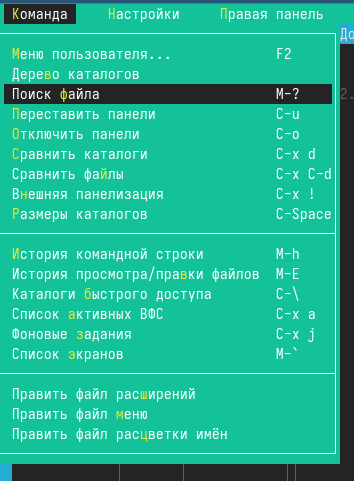 Команда Настройки Правая панель
До
Меню пользователя... F2
Дерево каталогов
Поиск файла M-? 2.
Переставить панели C-u
Отключить панели C-o
Сравнить каталоги C-x d
Сравнить файлы C-x C-d
Внешняя панелизация C-x !
Размеры каталогов C-Space
История командной строки M-h
История просмотра/правки файлов M-E
Каталоги быстрого доступа C-\
Список активных ВФС C-x a
Фоновые задания C-x j
Список экранов M-`
Править файл расширений
Править файл меню
Править файл расцветки имён